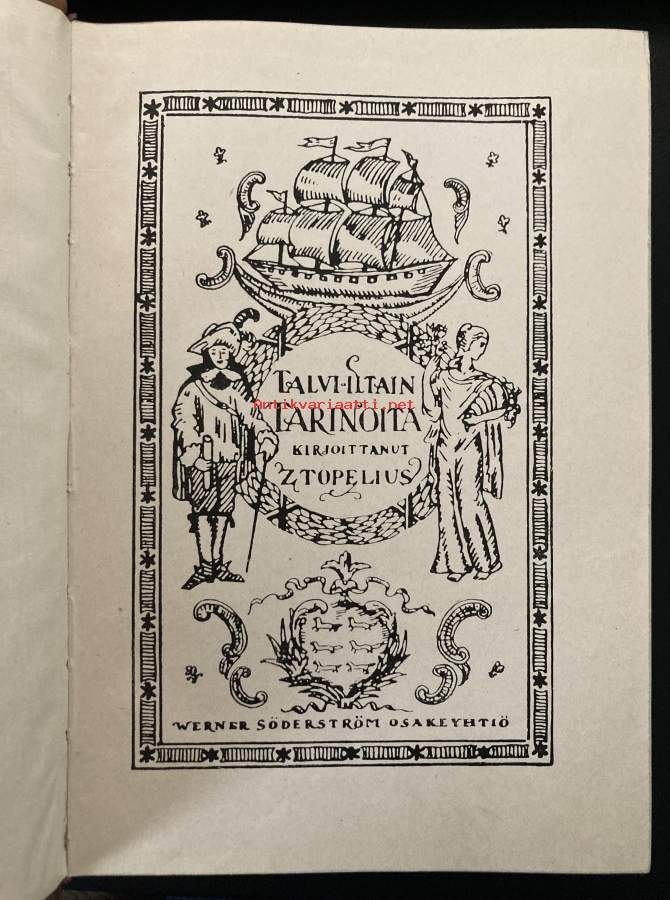 TALVI-ILTAIN
Antikvariaatti.net
TARINOITA
KIRJOITTANUT
Z. TOPELIUS
WERNER SÖDERSTRÖM OSAKEYHTIÖ